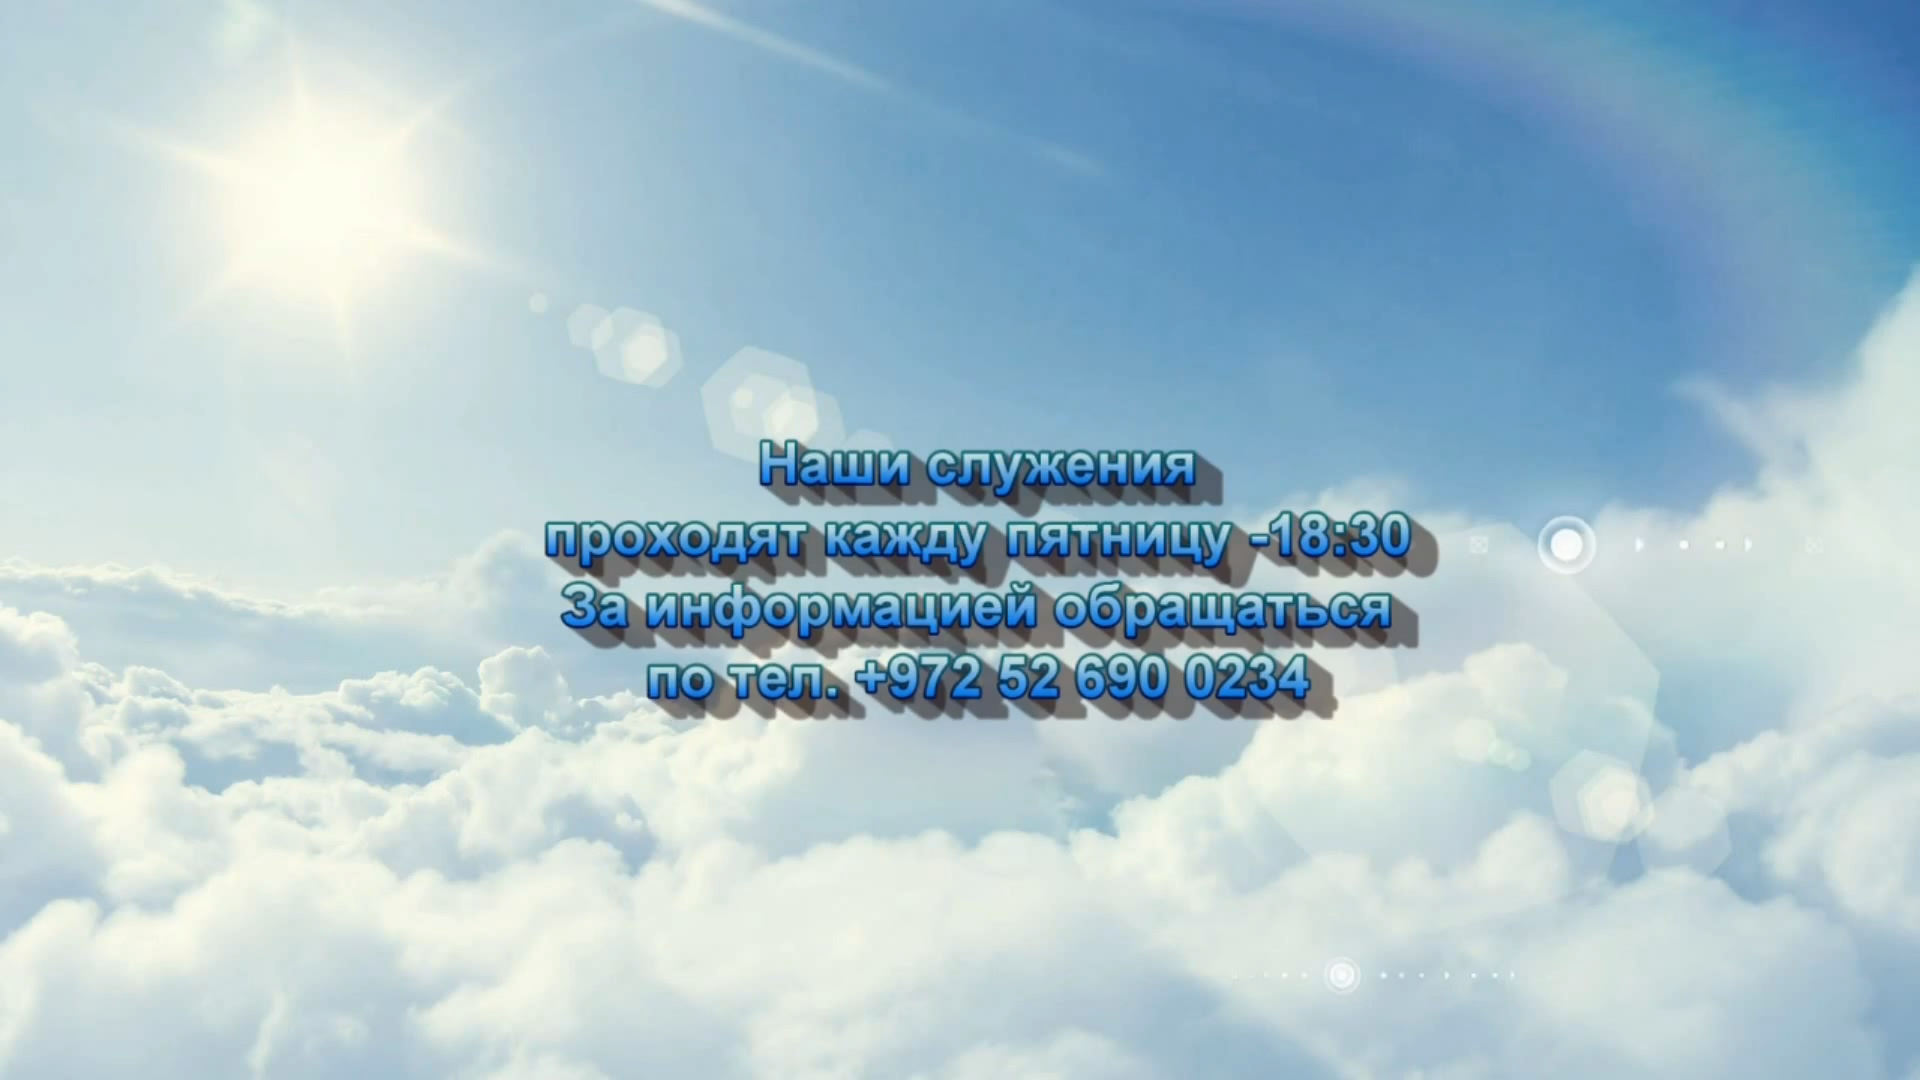 Наши служения
проходят кажду пятницу -18:30
За информацией обращаться
по тел. +972 52 690 0234